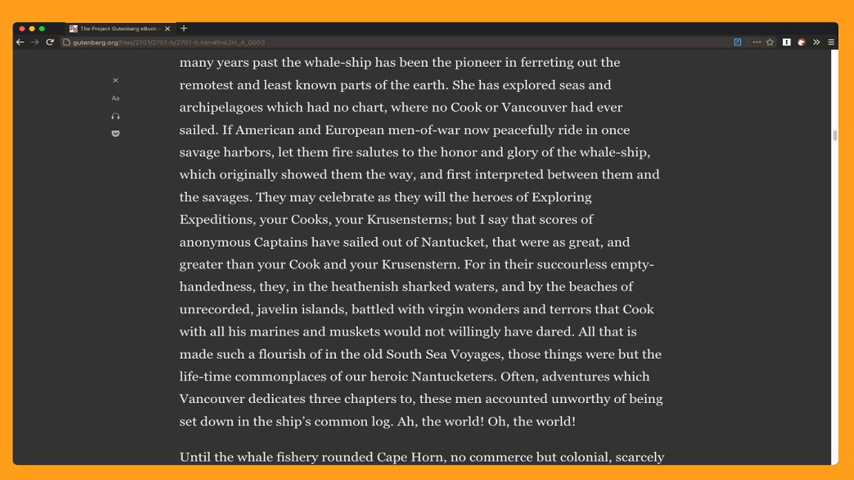 The Project Gutenberg eBook
gutenberg.org/files/2701/2701-h/2701-h.htm#link2H_4_0003
Aa
many years past the whale-ship has been the pioneer in ferreting out the
remotest and least known parts of the earth. She has explored seas and
archipelagoes which had no chart, where no Cook or Vancouver had ever
sailed. If American and European men-of-war now peacefully ride in once
savage harbors, let them fire salutes to the honor and glory of the whale-ship,
which originally showed them the way, and first interpreted between them and
the savages. They may celebrate as they will the heroes of Exploring
Expeditions, your Cooks, your Krusensterns; but I say that scores of
anonymous Captains have sailed out of Nantucket, that were as great, and
greater than your Cook and your Krusenstern. For in their succourless empty-
handedness, they, in the heathenish sharked waters, and by the beaches of
unrecorded, javelin islands, battled with virgin wonders and terrors that Cook
with all his marines and muskets would not willingly have dared. All that is
made such a flourish of in the old South Sea Voyages, those things were but the
life-time commonplaces of our heroic Nantucketers. Often, adventures which
Vancouver dedicates three chapters to, these men accounted unworthy of being
set down in the ship’s common log. Ah, the world! Oh, the world!
Until the whale fishery rounded Cape Horn, no commerce but colonial, scarcely